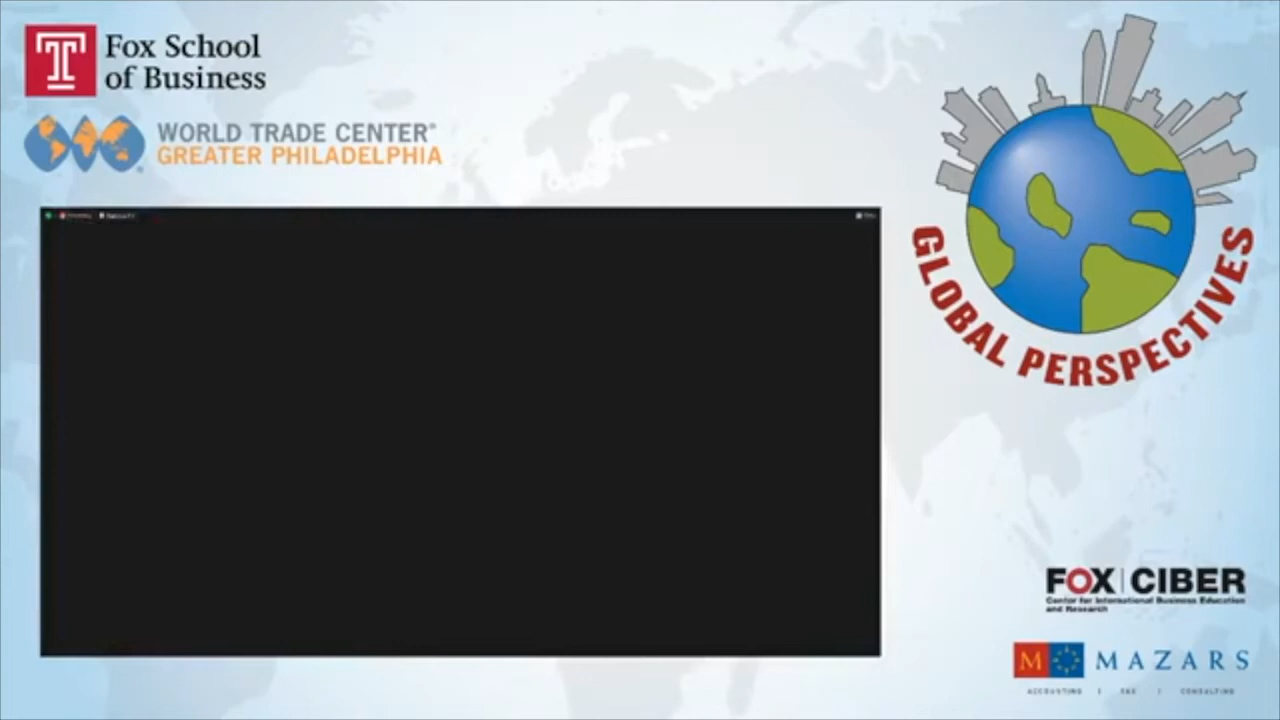 Fox School
of Business
WORLD TRADE CENTER®
GREATER PHILADELPHIA
GLOBAL PERSPECTIVES
FOX CIBER
Center for International Business Education
and Research
M MAZARS
ACCOUNTING | TAX | CONSULTING